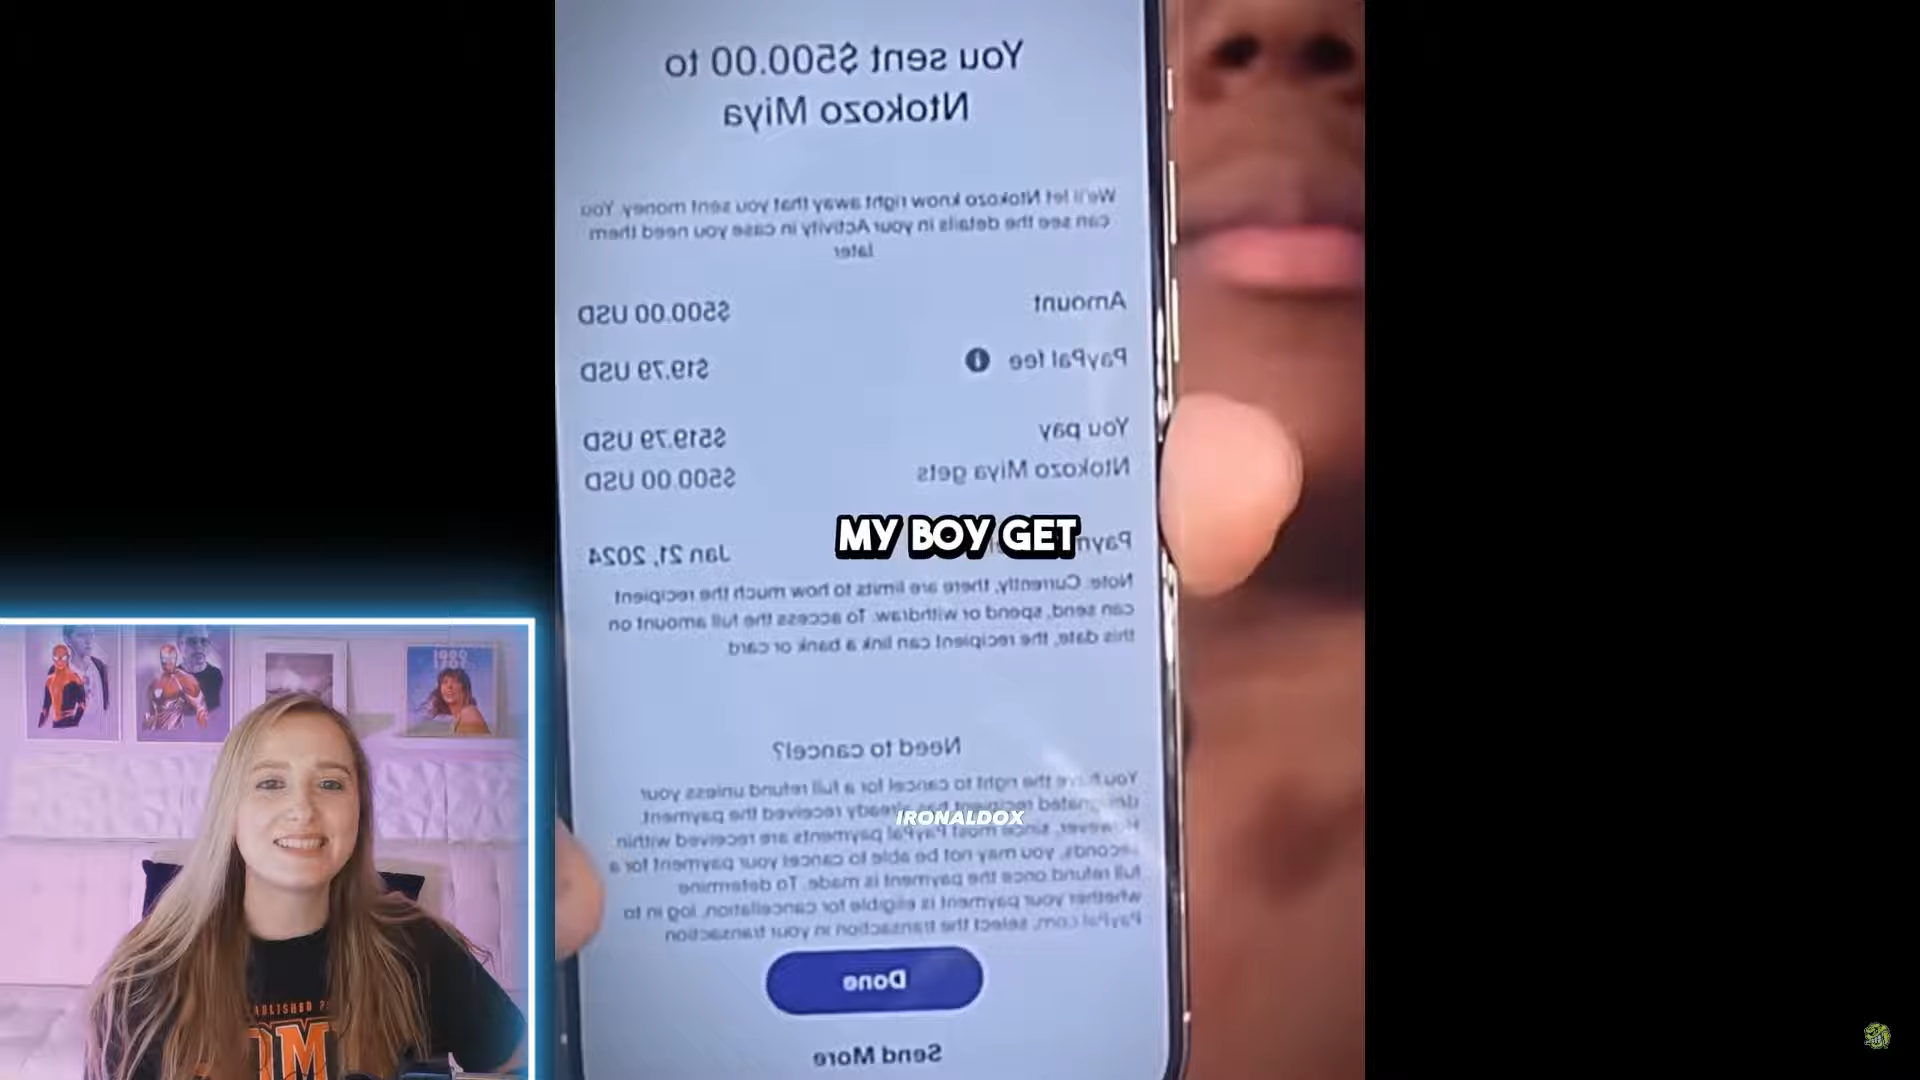 You sent $500.00 to
Ntokozo Miya
We'll let Ntokozo know right away that you sent money. You
can see the details in your Activity in case you need them
later
Amount $500.00 USD
PayPal fee $19.79 USD
You pay $519.79 USD
Ntokozo Miya gets $500.00 USD
MY BOY GET
Jan 21, 2024
Note: Currently, there are limits to how much the recipient
can send, spend or withdraw. To access the full amount on
this date, the recipient can link a bank or card
Need to cancel?
You have the right to cancel for a full refund unless your
designated recipient has already received the payment.
IRONALDOX
However, since most PayPal payments are received within
seconds, you may not be able to cancel your payment for a
full refund once the payment is made. To determine
whether your payment is eligible for cancellation, log in to
PayPal.com, select the transaction in your transaction
Done
Send More
1989